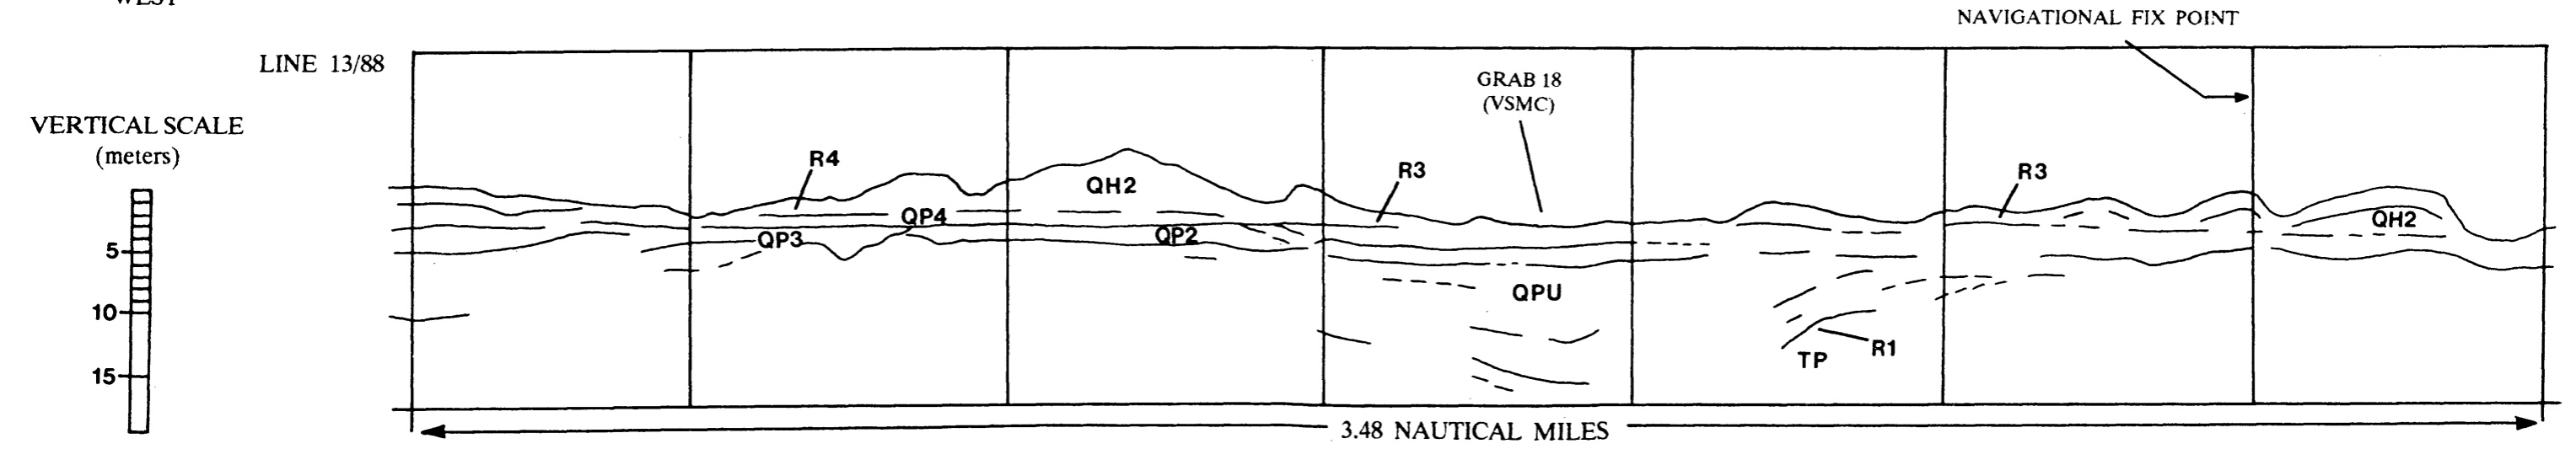 WEST
NAVIGATIONAL FIX POINT
LINE 13/88
GRAB 18
(VSMC)
VERTICAL SCALE
(meters)
R4
R3
R3
QH2
QP4
QH2
QP3
QP2
5
QPU
10
R1
TP
15
3.48 NAUTICAL MILES